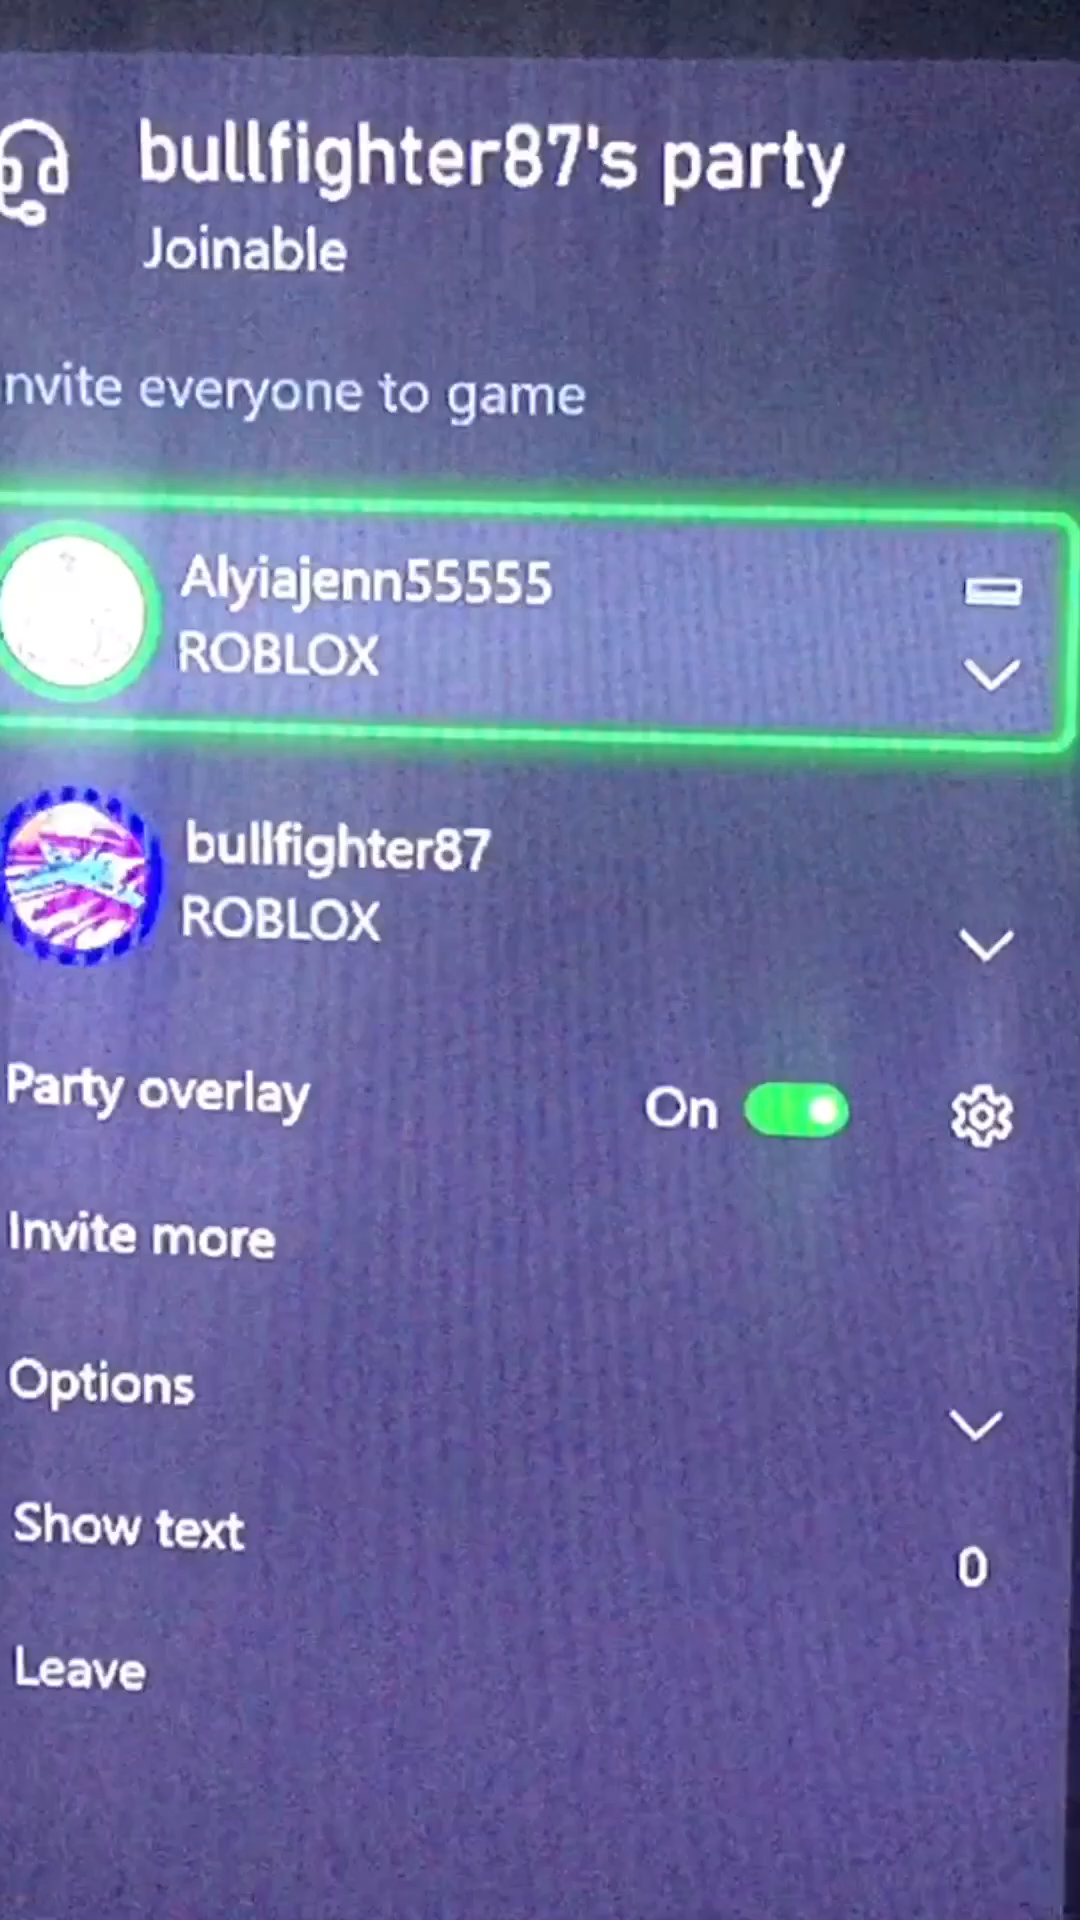 bullfighter87's party
Joinable
nvite everyone to game
Alyiajenn55555
ROBLOX
bullfighter87
ROBLOX
Party overlay On
Invite more
Options
Show text 0
Leave